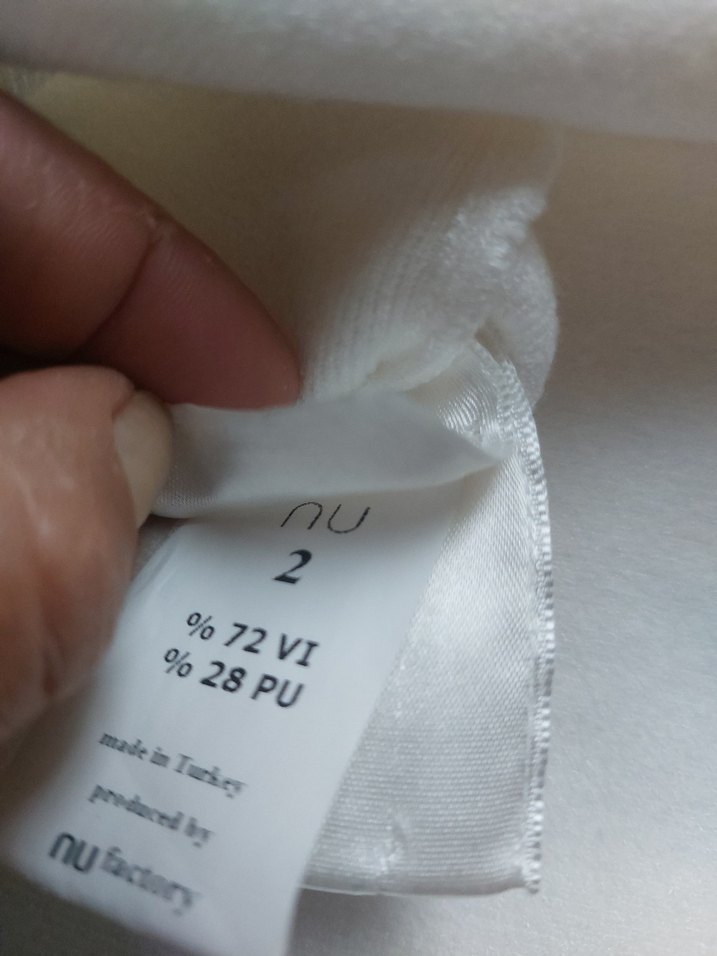 nu
2
% 72 VI
% 28 PU
made in Turkey
produced by
nu factory